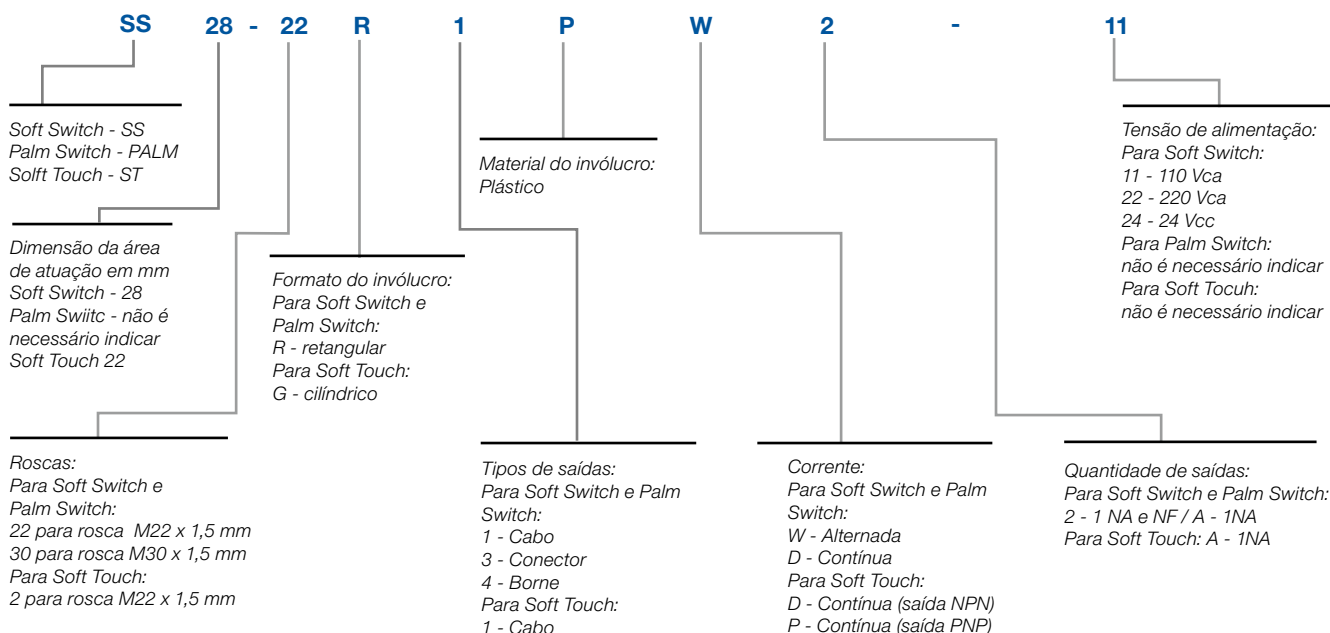 SS 28 - 22 R 1 P W 2 - 11
Soft Switch - SS
Palm Switch - PALM
Solft Touch - ST
Dimensão da área
de atuação em mm
Soft Switch - 28
Palm Swiitc - não é
necessário indicar
Soft Touch 22
Roscas:
Para Soft Switch e
Palm Switch:
22 para rosca M22 x 1,5 mm
30 para rosca M30 x 1,5 mm
Para Soft Touch:
2 para rosca M22 x 1,5 mm
Formato do invólucro:
Para Soft Switch e
Palm Switch:
R - retangular
Para Soft Touch:
G - cilíndrico
Tipos de saídas:
Para Soft Switch e Palm
Switch:
1 - Cabo
3 - Conector
4 - Borne
Para Soft Touch:
1 - Cabo
Material do invólucro:
Plástico
Corrente:
Para Soft Switch e Palm
Switch:
W - Alternada
D - Contínua
Para Soft Touch:
D - Contínua (saída NPN)
P - Contínua (saída PNP)
Quantidade de saídas:
Para Soft Switch e Palm Switch:
2 - 1 NA e NF / A - 1NA
Para Soft Touch: A - 1NA
Tensão de alimentação:
Para Soft Switch:
11 - 110 Vca
22 - 220 Vca
24 - 24 Vcc
Para Palm Switch:
não é necessário indicar
Para Soft Tocuh:
não é necessário indicar